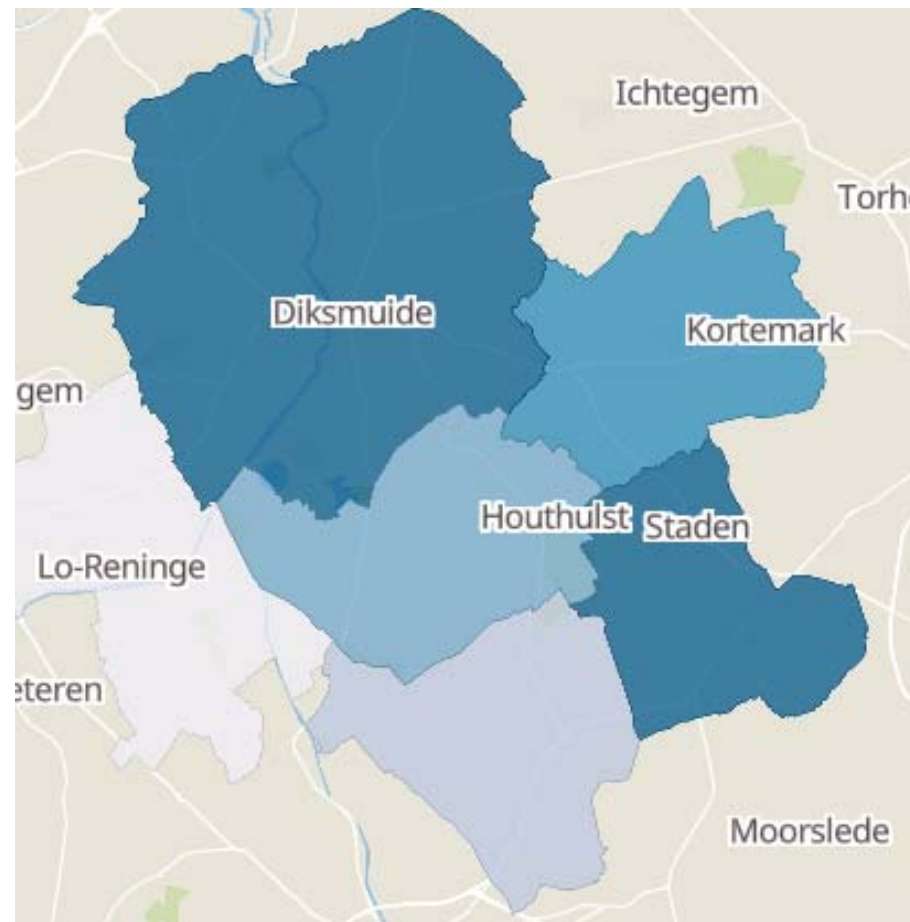 Ichtegem
Torh
Diksmuide
Kortemark
gem
Houthulst
Staden
Lo-Reninge
eteren
Moorslede